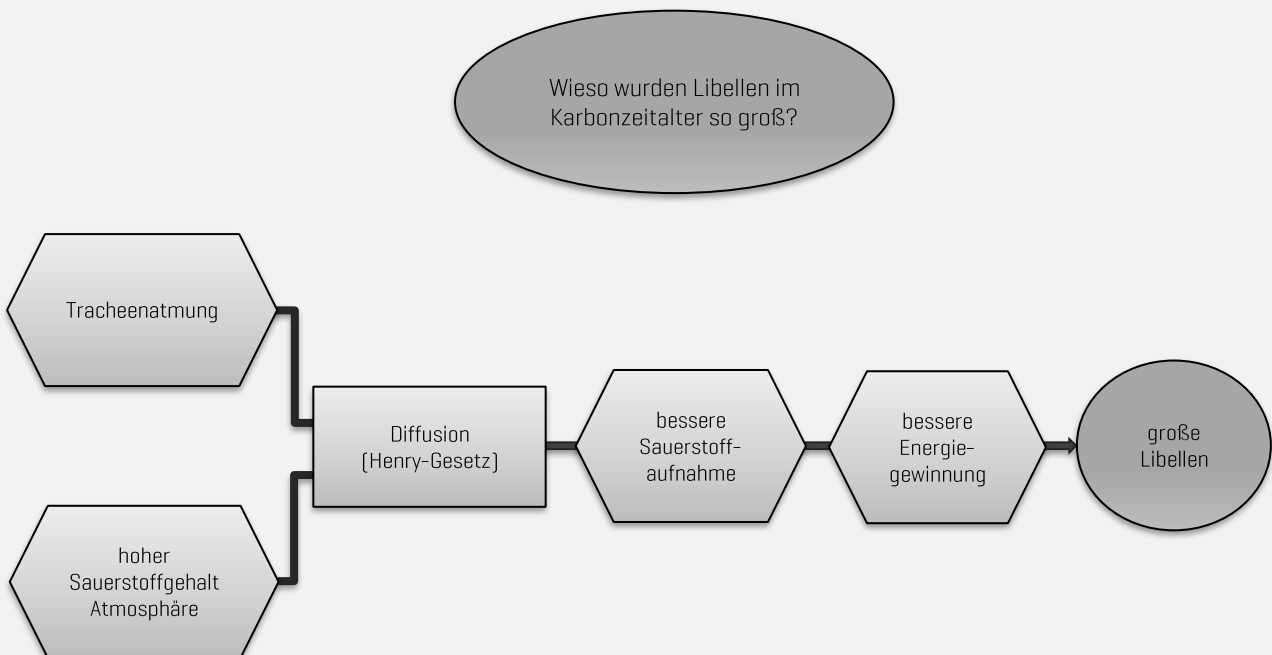 Wieso wurden Libellen im
Karbonzeitalter so groß?
Tracheenatmung
Diffusion
(Henry-Gesetz)
bessere
Sauerstoff-
aufnahme
bessere
Energie-
gewinnung
große
Libellen
hoher
Sauerstoffgehalt
Atmosphäre